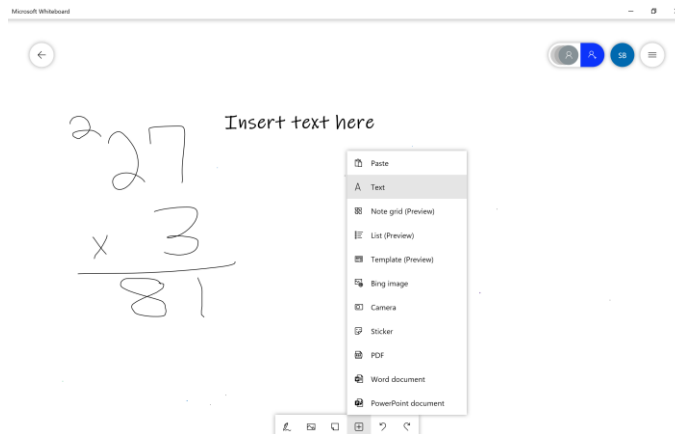 Microsoft Whiteboard
SB
2
27
Insert text here
x 3
81
Paste
Text
Note grid (Preview)
List (Preview)
Template (Preview)
Bing image
Camera
Sticker
PDF
Word document
PowerPoint document